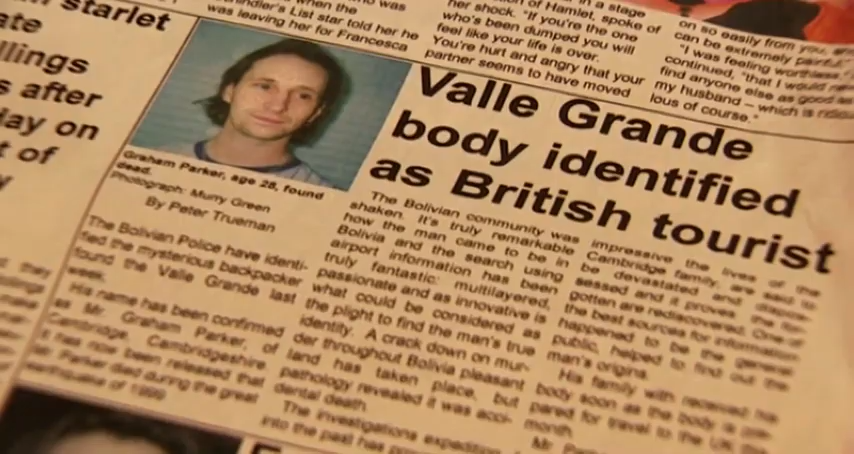 starlet
ate
llings
s after
lay on
t of
was
when the
hindler's List star told her he
was leaving her for Francesca
in a stage
of Hamlet, spoke of
her shock. "If you're the one
who's been dumped you will
feel like your life is over.
You're hurt and angry that your
partner seems to have moved
on so easily from you,
can be extremely painful."
"I was feeling worthless,"
continued, "that I would
find anyone else as good as
my husband – which is
lous of course."
Graham Parker, age 28, found
dead.
Photograph: Murry Green
By Peter Trueman
Valle Grande
body identified
as British tourist
The Bolivian Police have identi-
fied the mysterious backpacker
found the Valle Grande last
week.
His name has been confirmed
as Mr. Graham Parker, of
Cambridge, Cambridgeshire.
It has now been released that
Mr Parker died during the great
earthquake of
The Bolivian community was
shaken. It's truly remarkable
how the man came to be in
Bolivia and the search using
airport information has been
truly fantastic: multilayered,
passionate and as innovative is
what could be considered as
the plight to find the man's true
identity. A crack down on mur-
der throughout Bolivia pleasant
land has taken place, but
pathology revealed it was acci-
dental death.
The investigations expedition
into the past has
impressive the lives of the
Cambridge family, are said to
be devastated and
sessed and it proves
gotten are rediscovered. One of
the best sources for information
happened to be the general
public, helped to find out the
man's origins.
His family with received his
body soon as the body is pre-
pared for travel to the UK
month.
Mr